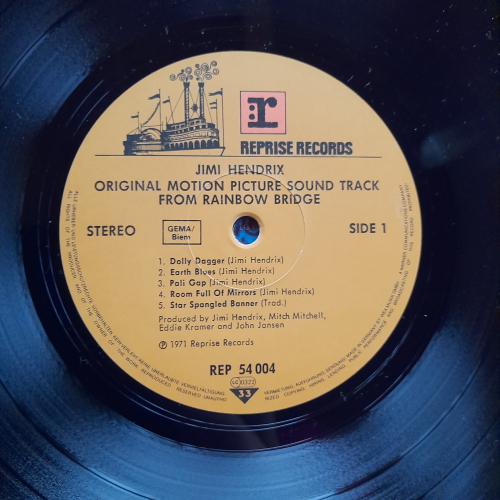 r
REPRISE RECORDS
JIMI HENDRIX
ORIGINAL MOTION PICTURE SOUND TRACK
FROM RAINBOW BRIDGE
STEREO
GEMA/
Biem
SIDE 1
1. Dolly Dagger (Jimi Hendrix)
2. Earth Blues (Jimi Hendrix)
3. Pali Gap (Jimi Hendrix)
4. Room Full Of Mirrors (Jimi Hendrix)
5. Star Spangled Banner (Trad.)
Produced by Jimi Hendrix, Mitch Mitchell,
Eddie Kramer and John Jansen
Ⓟ 1971 Reprise Records
REP 54 004
LC 0322
33